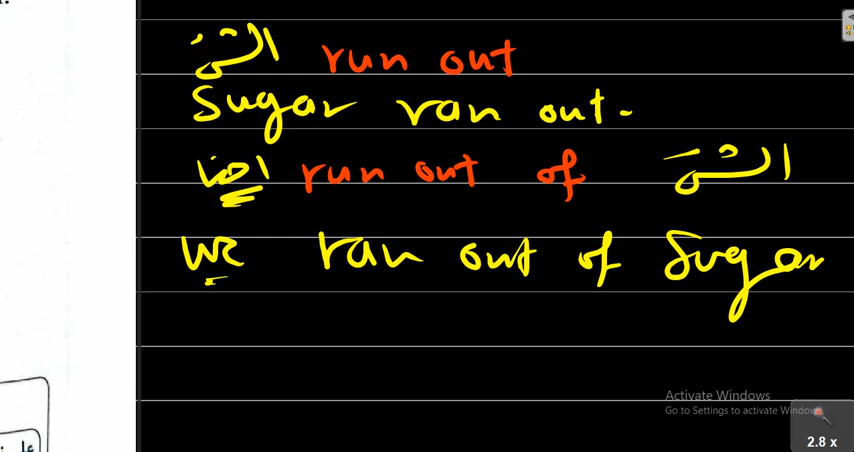 الشئ run out
Sugar ran out.
احنا run out of الشئ
we ran out of Sugar
Activate Windows
Go to Settings to activate Windows
2.8 x